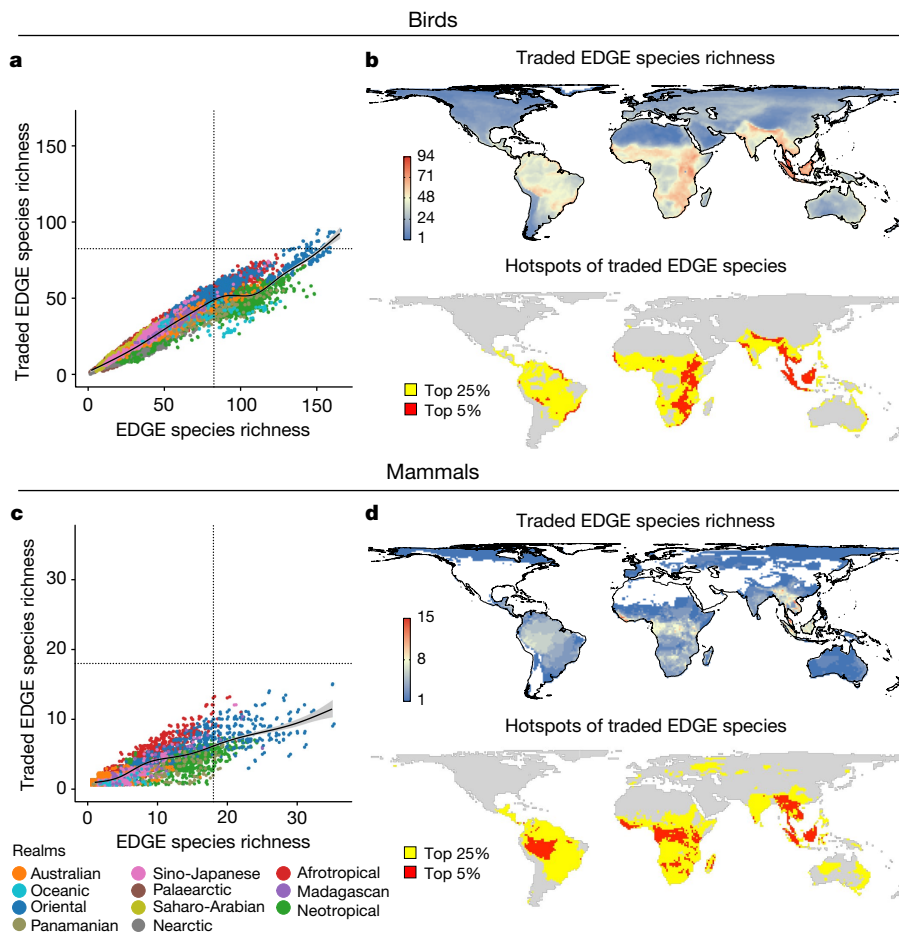 Birds
a
Traded EDGE species richness
150
100
50
0
0 50 100 150
EDGE species richness
b
Traded EDGE species richness
94
71
48
24
1
Hotspots of traded EDGE species
Top 25%
Top 5%
Mammals
c
Traded EDGE species richness
30
20
10
0
0 10 20 30
EDGE species richness
d
Traded EDGE species richness
15
8
1
Hotspots of traded EDGE species
Top 25%
Top 5%
Realms
Australian
Oceanic
Oriental
Panamanian
Sino-Japanese
Palaearctic
Saharo-Arabian
Nearctic
Afrotropical
Madagascan
Neotropical